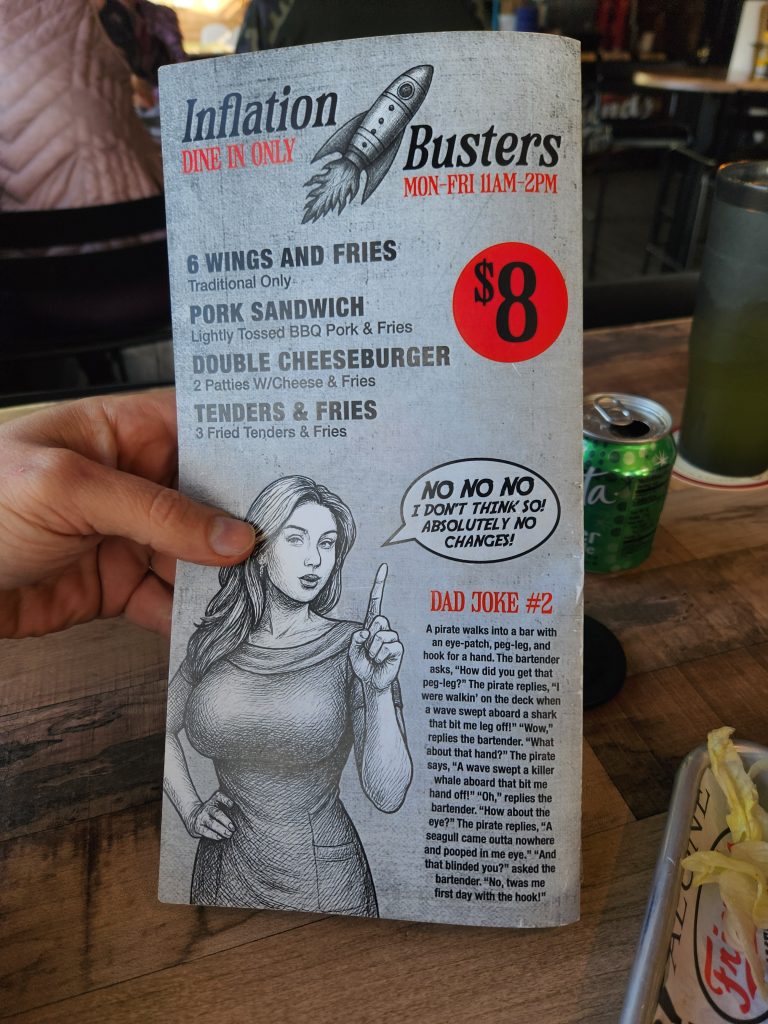 Inflation
DINE IN ONLY
Busters
MON-FRI 11AM-2PM
6 WINGS AND FRIES
Traditional Only
PORK SANDWICH
Lightly Tossed BBQ Pork & Fries
DOUBLE CHEESEBURGER
2 Patties W/Cheese & Fries
TENDERS & FRIES
3 Fried Tenders & Fries
$8
NO NO NO
I DON'T THINK SO!
ABSOLUTELY NO
CHANGES!
DAD JOKE #2
A pirate walks into a bar with
an eye-patch, peg-leg, and
hook for a hand. The bartender
asks, "How did you get that
peg-leg?" The pirate replies, "I
were walkin' on the deck when
a wave swept aboard a shark
that bit me leg off!" "Wow,"
replies the bartender. "What
about that hand?" The pirate
says, "A wave swept a killer
whale aboard that bit me
hand off!" "Oh," replies the
bartender. "How about the
eye?" The pirate replies, "A
seagull came outta nowhere
and pooped in me eye." "And
that blinded you?" asked the
bartender. "No, twas me
first day with the hook!"